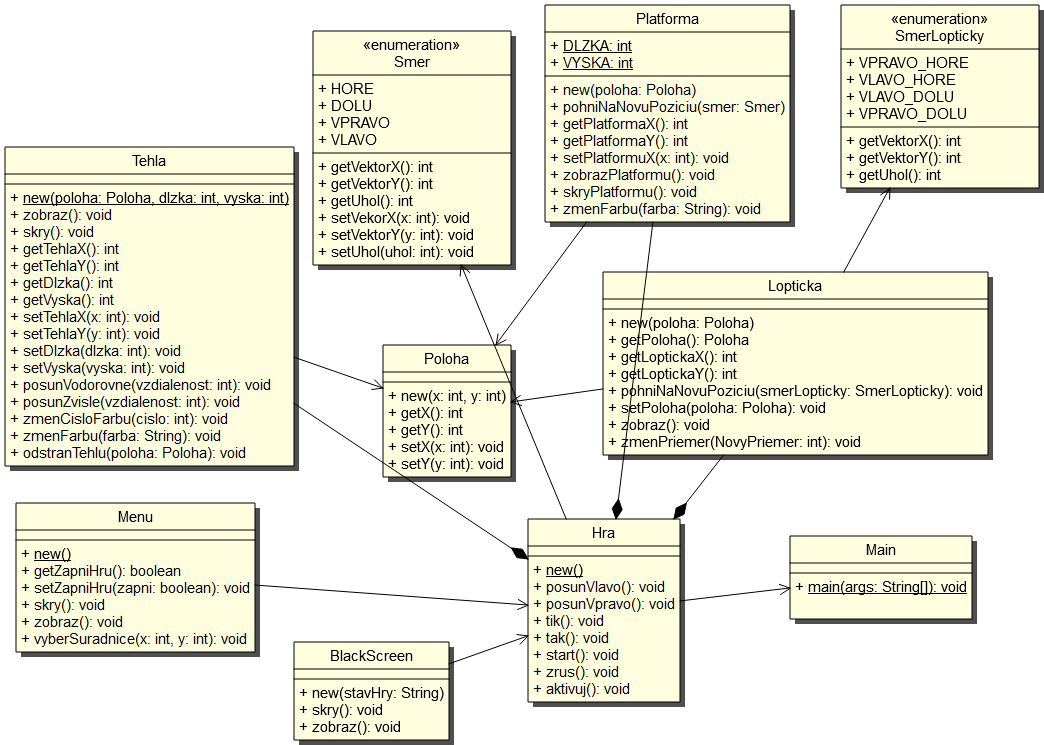 «enumeration»
Smer
+ HORE
+ DOLU
+ VPRAVO
+ VLAVO
+ getVektorX(): int
+ getVektorY(): int
+ getUhol(): int
+ setVekorX(x: int): void
+ setVektorY(y: int): void
+ setUhol(uhol: int): void
Platforma
+ DLZKA: int
+ VYSKA: int
+ new(poloha: Poloha)
+ pohniNaNovuPoziciu(smer: Smer)
+ getPlatformaX(): int
+ getPlatformaY(): int
+ setPlatformuX(x: int): void
+ zobrazPlatformu(): void
+ skryPlatformu(): void
+ zmenFarbu(farba: String): void
«enumeration»
SmerLopticky
+ VPRAVO_HORE
+ VLAVO_HORE
+ VLAVO_DOLU
+ VPRAVO_DOLU
+ getVektorX(): int
+ getVektorY(): int
+ getUhol(): int
Tehla
+ new(poloha: Poloha, dlzka: int, vyska: int)
+ zobraz(): void
+ skry(): void
+ getTehlaX(): int
+ getTehlaY(): int
+ getDlzka(): int
+ getVyska(): int
+ setTehlaX(x: int): void
+ setTehlaY(y: int): void
+ setDlzka(dlzka: int): void
+ setVyska(vyska: int): void
+ posunVodorovne(vzdialenost: int): void
+ posunZvisle(vzdialenost: int): void
+ zmenCisloFarbu(cislo: int): void
+ zmenFarbu(farba: String): void
+ odstranTehlu(poloha: Poloha): void
Poloha
+ new(x: int, y: int)
+ getX(): int
+ getY(): int
+ setX(x: int): void
+ setY(y: int): void
Lopticka
+ new(poloha: Poloha)
+ getPoloha(): Poloha
+ getLoptickaX(): int
+ getLoptickaY(): int
+ pohniNaNovuPoziciu(smerLopticky: SmerLopticky): void
+ setPoloha(poloha: Poloha): void
+ zobraz(): void
+ zmenPriemer(NovyPriemer: int): void
Menu
+ new()
+ getZapniHru(): boolean
+ setZapniHru(zapni: boolean): void
+ skry(): void
+ zobraz(): void
+ vyberSuradnice(x: int, y: int): void
Hra
+ new()
+ posunVlavo(): void
+ posunVpravo(): void
+ tik(): void
+ tak(): void
+ start(): void
+ zrus(): void
+ aktivuj(): void
Main
+ main(args: String[]): void
BlackScreen
+ new(stavHry: String)
+ skry(): void
+ zobraz(): void